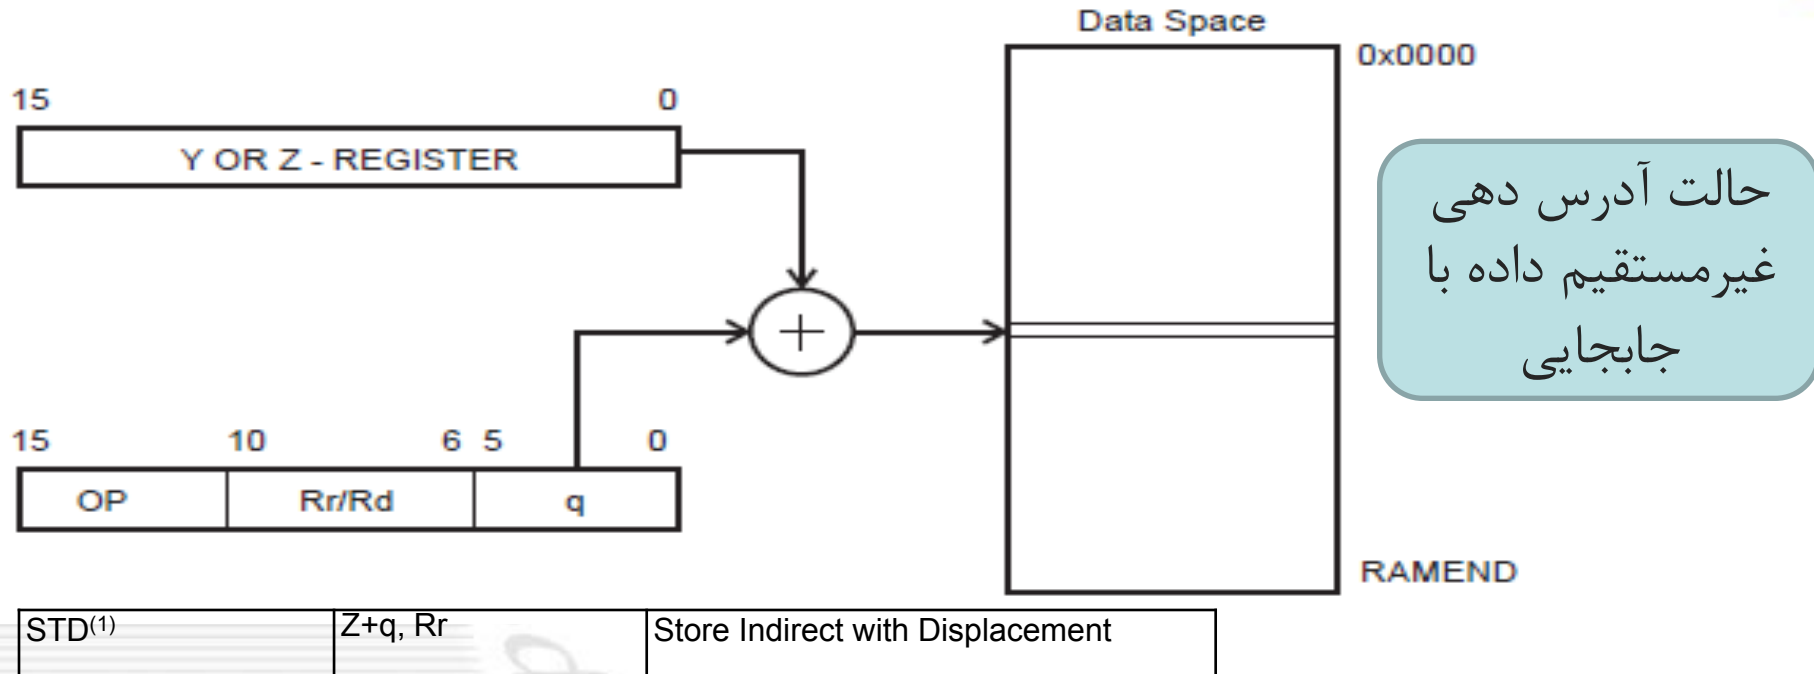 Data Space
0x0000
15 0
Y OR Z - REGISTER
حالت آدرس دهی
غیرمستقیم داده با
جابجایی
+
15 10 6 5 0
OP Rr/Rd q
RAMEND
STD(1) Z+q, Rr Store Indirect with Displacement